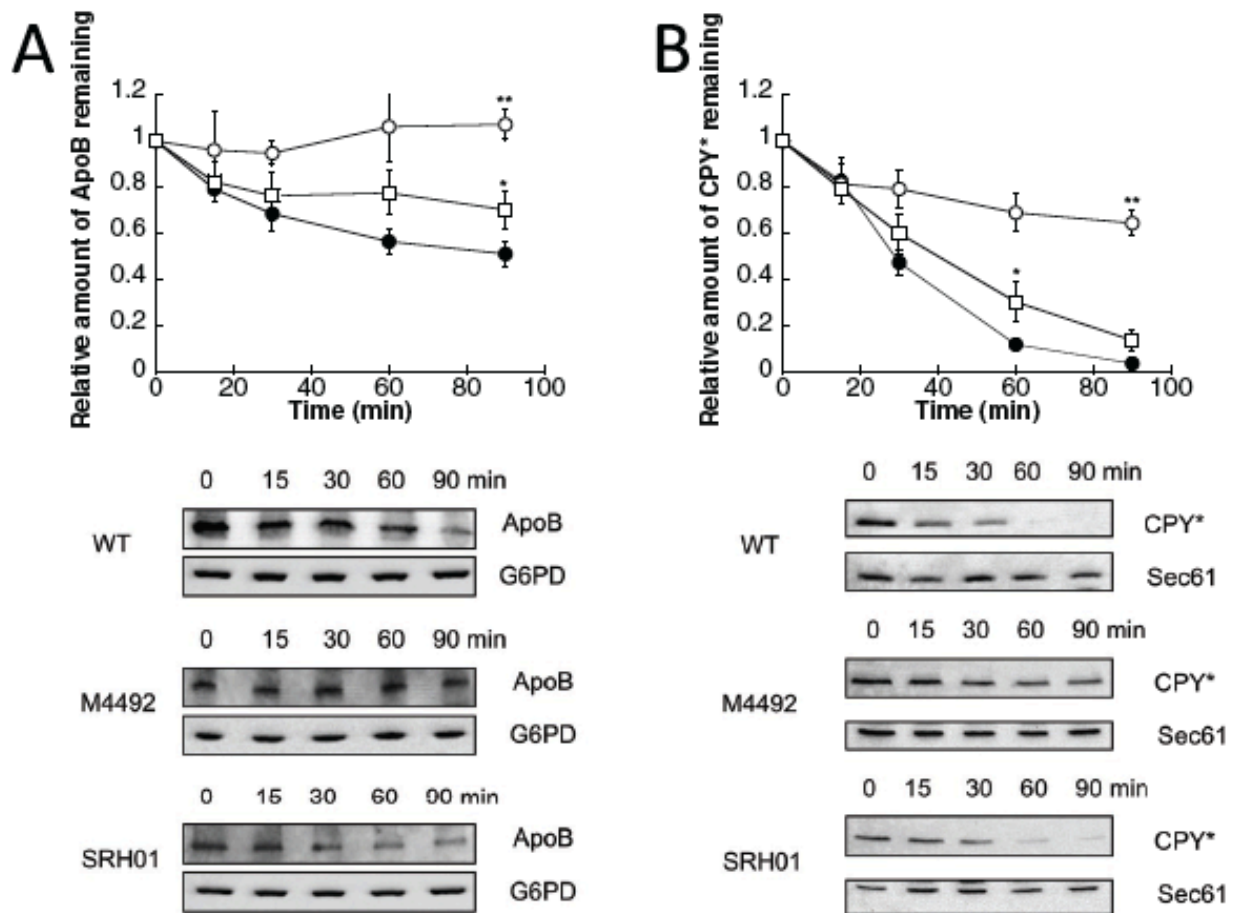 A
Relative amount of ApoB remaining
1.2
**
1
0.8
*
0.6
0.4
0.2
0
0 20 40 60 80 100
Time (min)
0 15 30 60 90 min
WT
ApoB
G6PD
0 15 30 60 90 min
M4492
ApoB
G6PD
0 15 30 60 90 min
SRH01
ApoB
G6PD
B
Relative amount of CPY* remaining
1.2
1
0.8
**
0.6
0.4
*
0.2
0
0 20 40 60 80 100
Time (min)
0 15 30 60 90 min
WT
CPY*
Sec61
0 15 30 60 90 min
M4492
CPY*
Sec61
0 15 30 60 90 min
SRH01
CPY*
Sec61